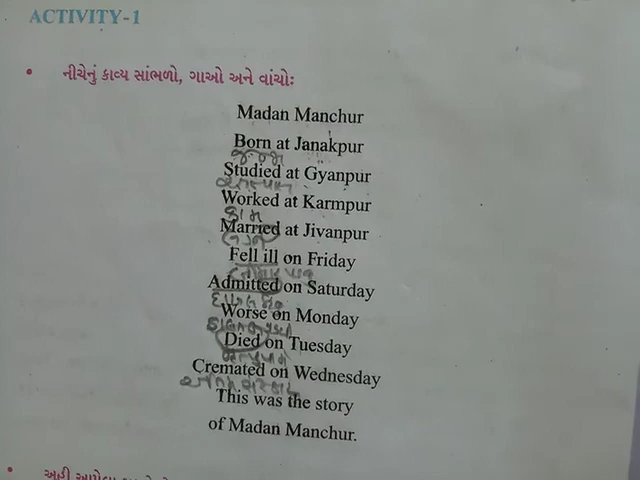 ACTIVITY-1
• નીચેનું કાવ્ય સાંભળો, ગાઓ અને વાંચોઃ
Madan Manchur
Born at Janakpur
જન્મ
Studied at Gyanpur
Worked at Karmpur
કામ
Married at Jivanpur
લગ્ન
Fell ill on Friday
Admitted on Saturday
Worse on Monday
Died on Tuesday
Cremated on Wednesday
This was the story
of Madan Manchur.